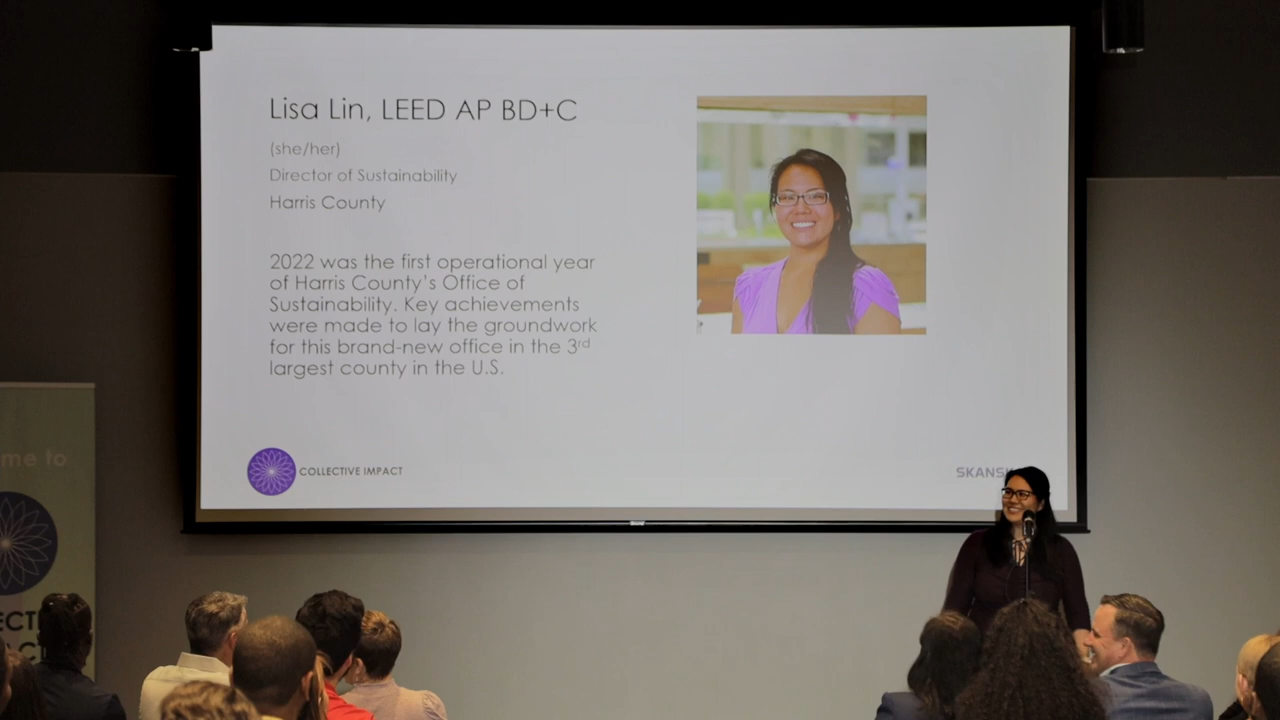 Lisa Lin, LEED AP BD+C
(she/her)
Director of Sustainability
Harris County
2022 was the first operational year
of Harris County's Office of
Sustainability. Key achievements
were made to lay the groundwork
for this brand-new office in the 3rd
largest county in the U.S.
COLLECTIVE IMPACT
SKANSK
me to